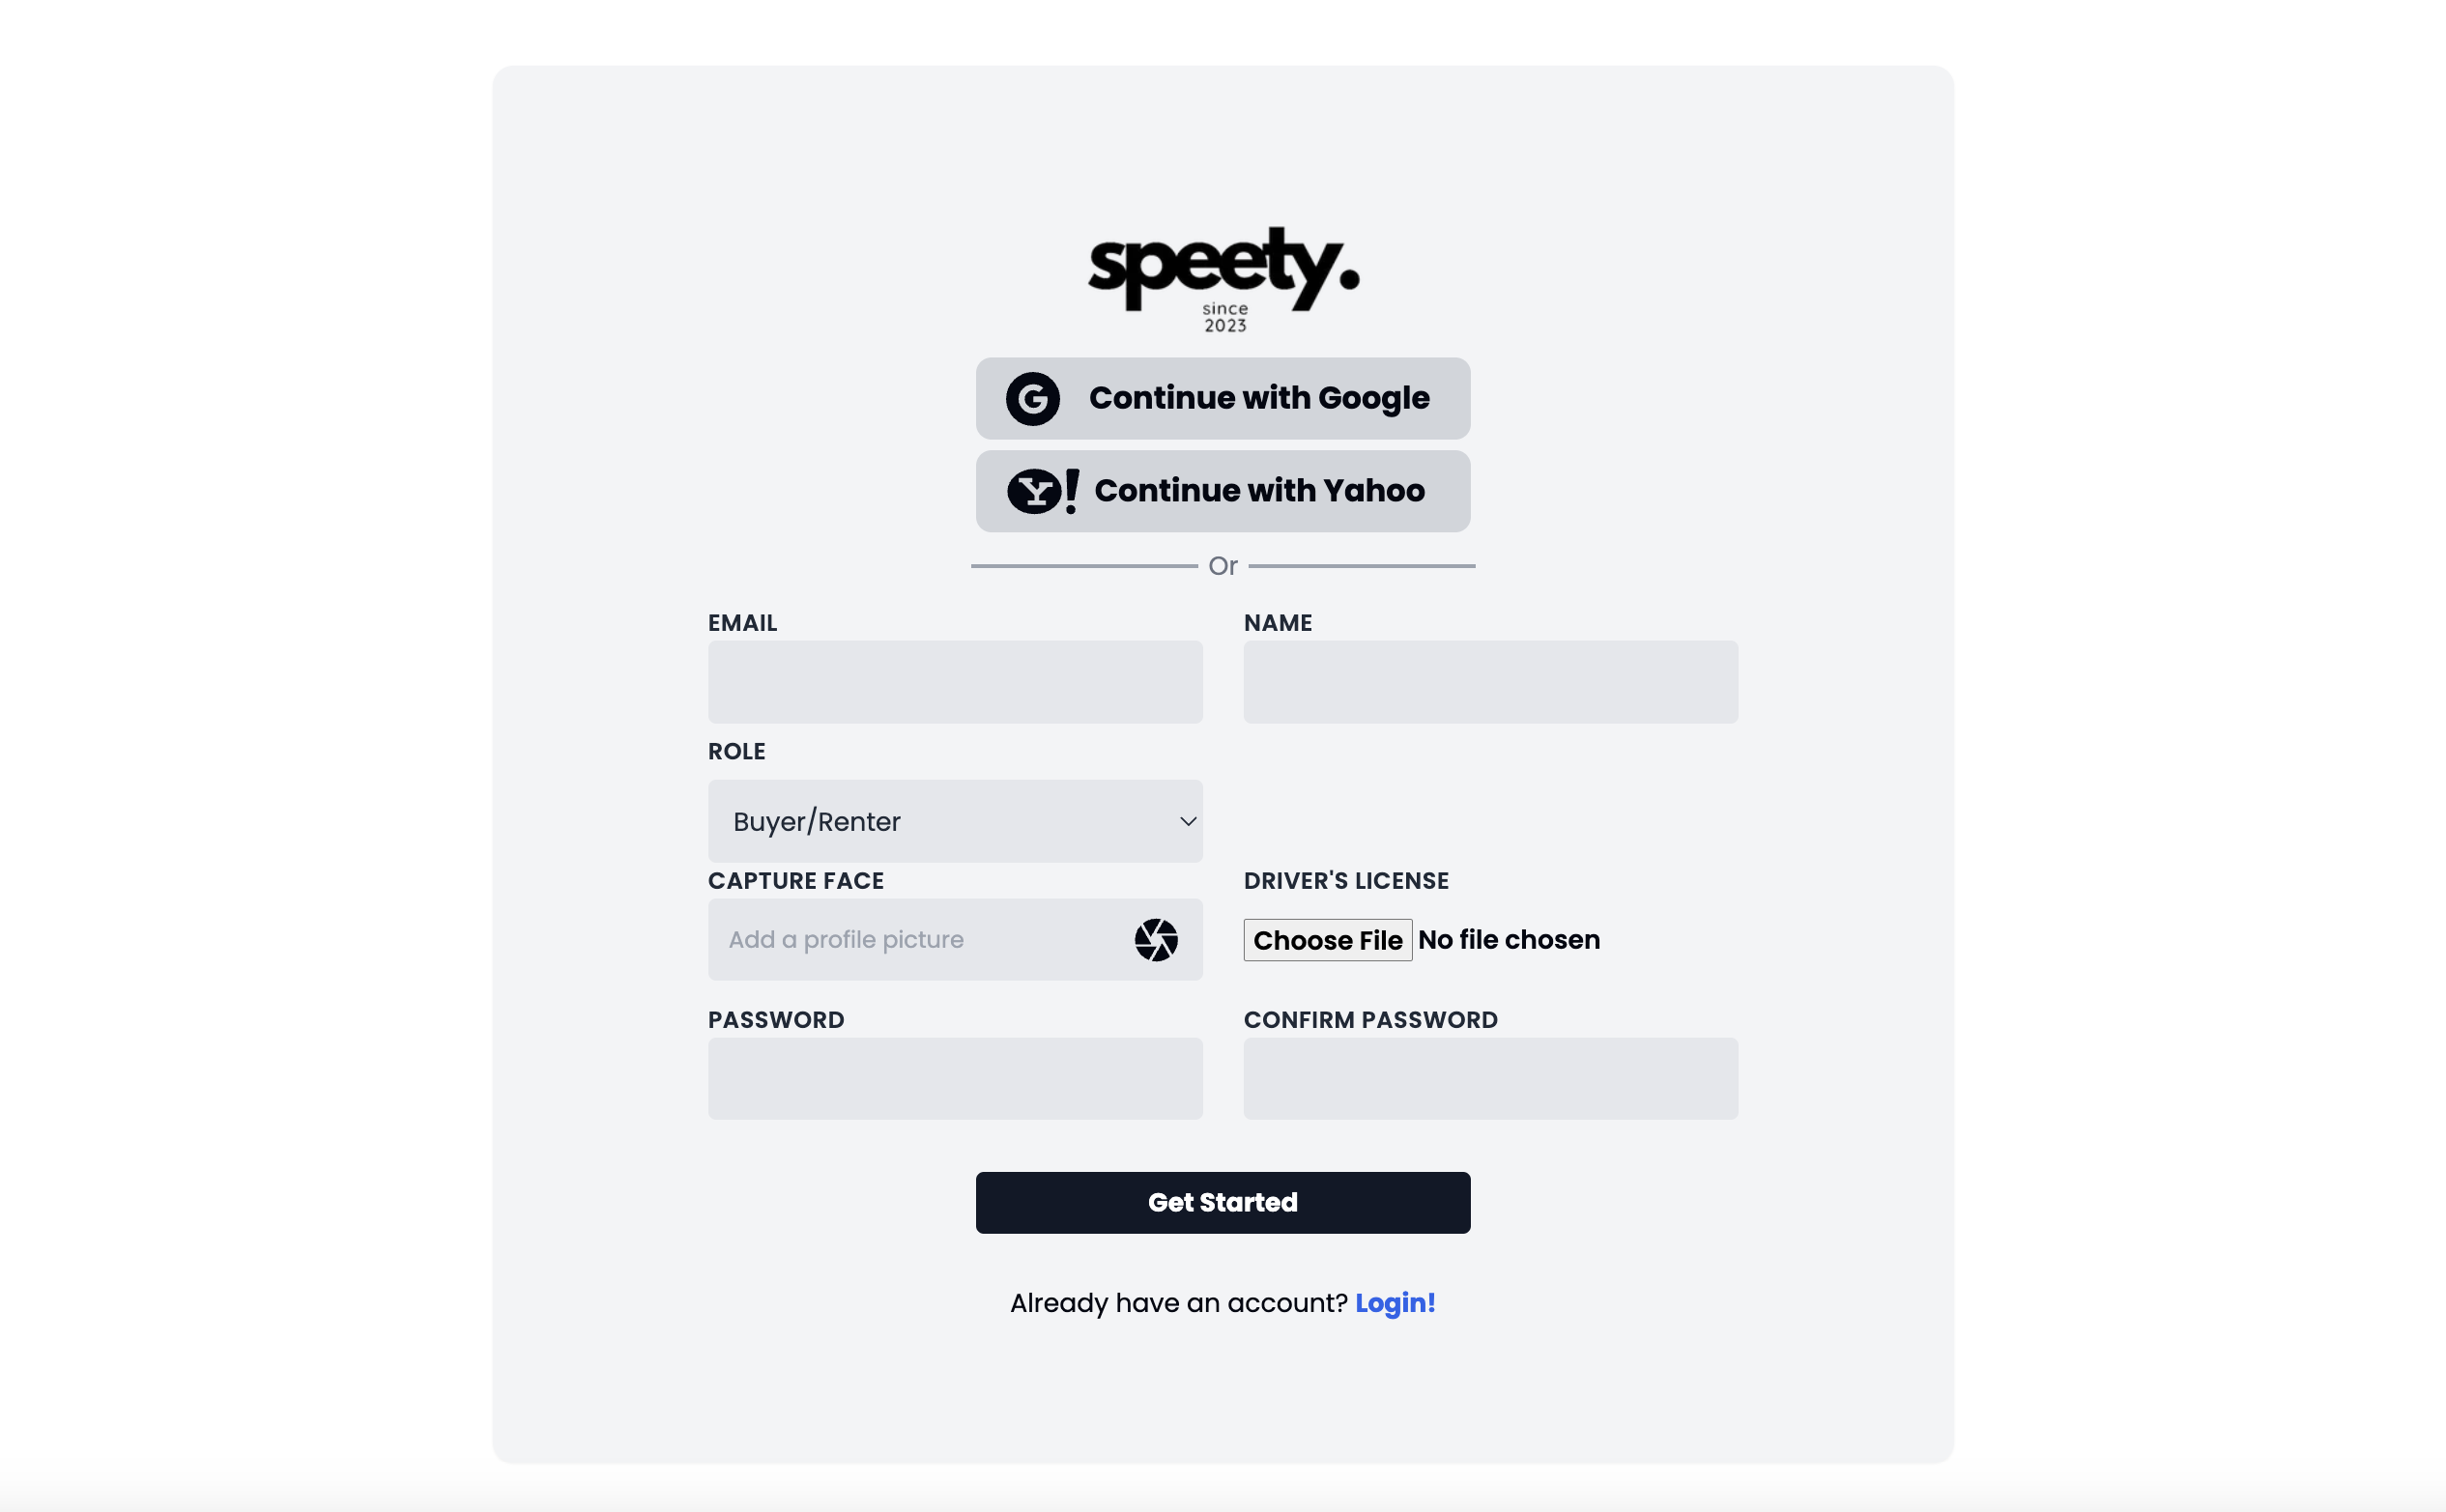 speety.
since
2023
Continue with Google
Y! Continue with Yahoo
Or
EMAIL
NAME
ROLE
Buyer/Renter
CAPTURE FACE
DRIVER'S LICENSE
Add a profile picture
Choose File No file chosen
PASSWORD
CONFIRM PASSWORD
Get Started
Already have an account? Login!